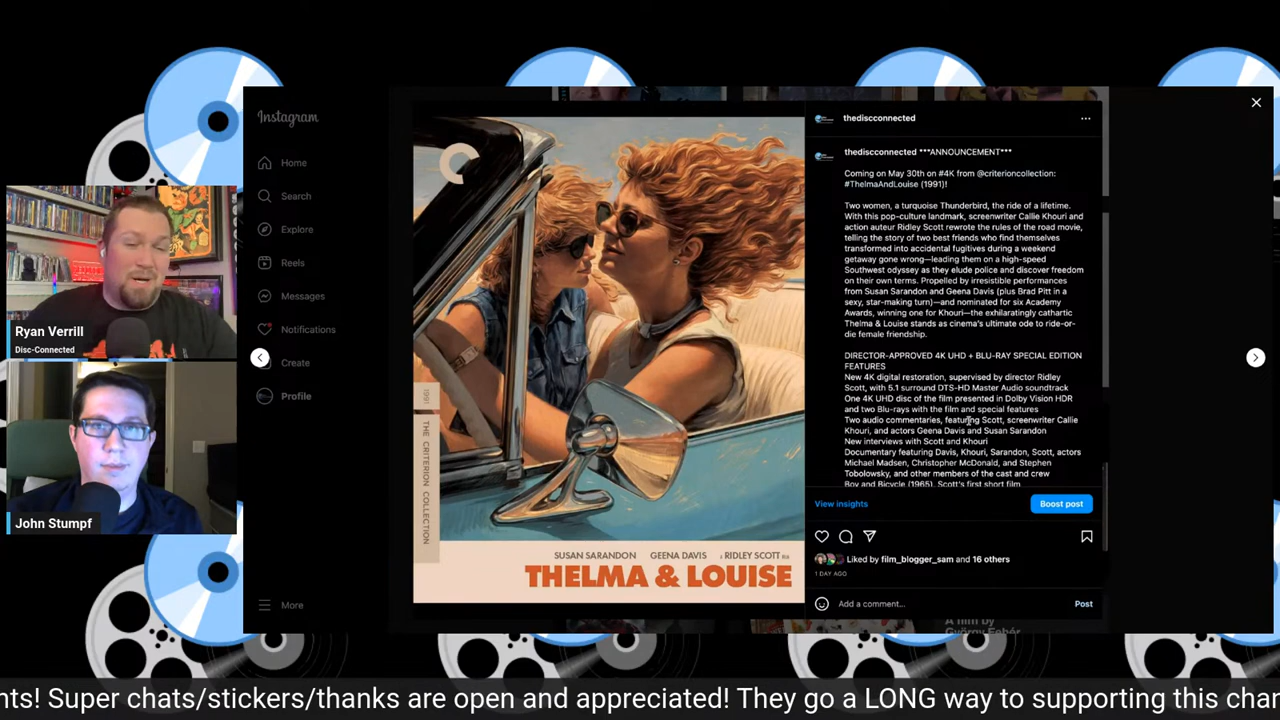 Instagram
Home
Search
Explore
Reels
Messages
Notifications
Create
Profile
More
Ryan Verrill
Disc-Connected
John Stumpf
1991
THE CRITERION COLLECTION
SUSAN SARANDON GEENA DAVIS
RIDLEY SCOTT
THELMA & LOUISE
thediscconnected
thediscconnected ***ANNOUNCEMENT***
Coming on May 30th on #4K from @criterioncollection:
#ThelmaAndLouise (1991)!
Two women, a turquoise Thunderbird, the ride of a lifetime.
With this pop-culture landmark, screenwriter Callie Khouri and
action auteur Ridley Scott rewrote the rules of the road movie,
telling the story of two best friends who find themselves
transformed into accidental fugitives during a weekend
getaway gone wrong—leading them on a high-speed
Southwest odyssey as they elude police and discover freedom
on their own terms. Propelled by irresistible performances
from Susan Sarandon and Geena Davis (plus Brad Pitt in a
sexy, star-making turn)—and nominated for six Academy
Awards, winning one for Khouri—the exhilaratingly cathartic
Thelma & Louise stands as cinema's ultimate ode to ride-or-
die female friendship.
DIRECTOR-APPROVED 4K UHD + BLU-RAY SPECIAL EDITION
FEATURES
New 4K digital restoration, supervised by director Ridley
Scott, with 5.1 surround DTS-HD Master Audio soundtrack
One 4K UHD disc of the film presented in Dolby Vision HDR
and two Blu-rays with the film and special features
Two audio commentaries, featuring Scott, screenwriter Callie
Khouri, and actors Geena Davis and Susan Sarandon
New interviews with Scott and Khouri
Documentary featuring Davis, Khouri, Sarandon, Scott, actors
Michael Madsen, Christopher McDonald, and Stephen
Tobolowsky, and other members of the cast and crew
Boy and Bicycle (1965), Scott's first short film
View insights
Boost post
Liked by film_blogger_sam and 16 others
1 DAY AGO
Add a comment...
Post
A film by
György Fehér
nts! Super chats/stickers/thanks are open and appreciated! They go a LONG way to supporting this chan